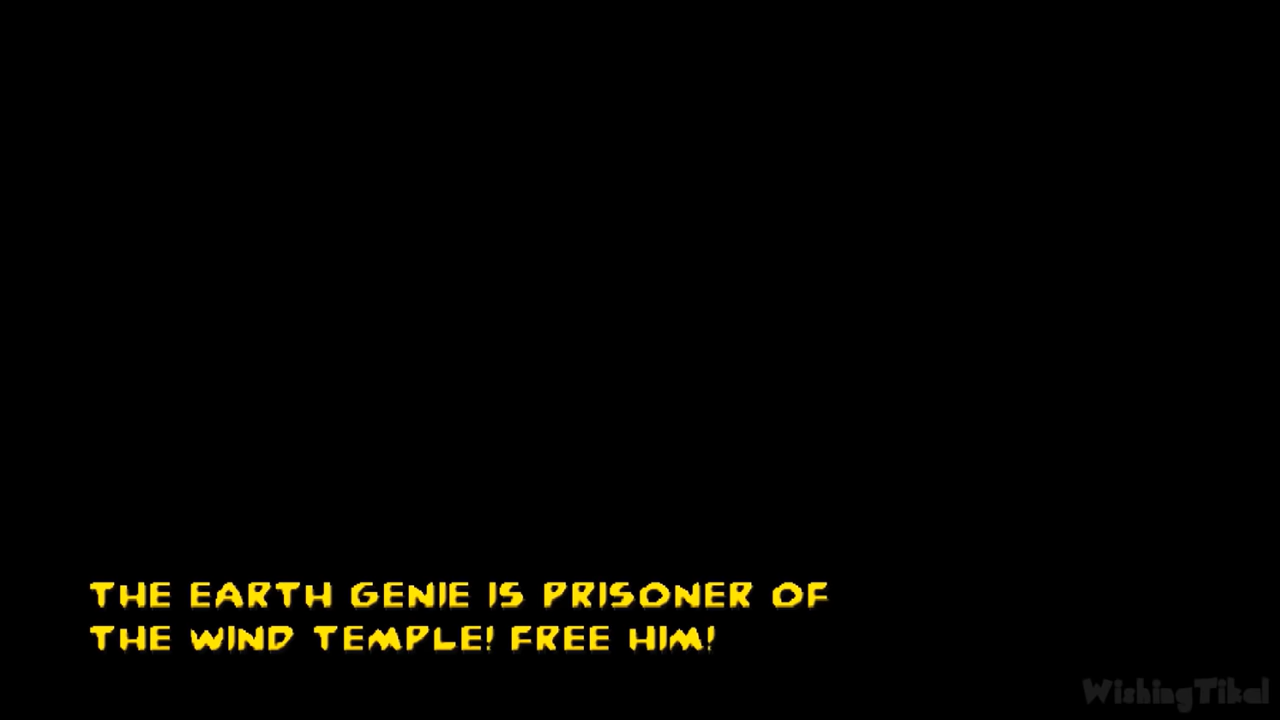 THE EARTH GENIE IS PRISONER OF
THE WIND TEMPLE! FREE HIM!
WishingTikal